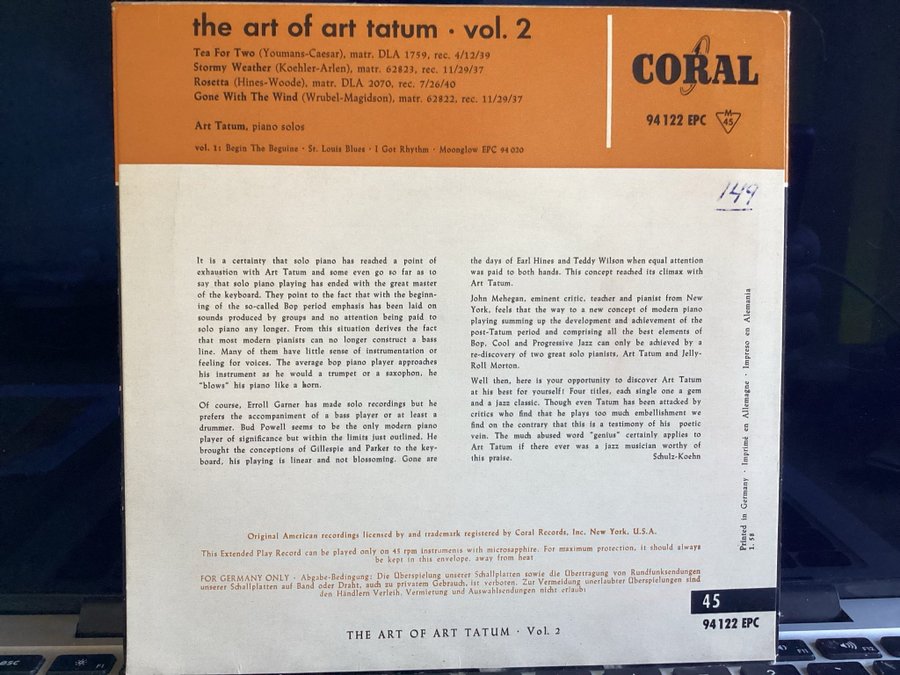 the art of art tatum · vol. 2
Tea For Two (Youmans-Caesar), matr. DLA 1759, rec. 4/12/39
Stormy Weather (Koehler-Arlen), matr. 62823, rec. 11/29/37
Rosetta (Hines-Woode), matr. DLA 2070, rec. 7/26/40
Gone With The Wind (Wrubel-Magidson), matr. 62822, rec. 11/29/37
Art Tatum, piano solos
vol. 1: Begin The Beguine · St. Louis Blues · I Got Rhythm · Moonglow EPC 94 020
CORAL
94 122 EPC
M
45
149
It is a certainty that solo piano has reached a point of
exhaustion with Art Tatum and some even go so far as to
say that solo piano playing has ended with the great master
of the keyboard. They point to the fact that with the beginn-
ing of the so-called Bop period emphasis has been laid on
sounds produced by groups and no attention being paid to
solo piano any longer. From this situation derives the fact
that most modern pianists can no longer construct a bass
line. Many of them have little sense of instrumentation or
feeling for voices. The average bop piano player approaches
his instrument as he would a trumpet or a saxophon, he
"blows" his piano like a horn.
Of course, Erroll Garner has made solo recordings but he
prefers the accompaniment of a bass player or at least a
drummer. Bud Powell seems to be the only modern piano
player of significance but within the limits just outlined. He
brought the conceptions of Gillespie and Parker to the key-
board, his playing is linear and not blossoming. Gone are
the days of Earl Hines and Teddy Wilson when equal attention
was paid to both hands. This concept reached its climax with
Art Tatum.
John Mehegan, eminent critic, teacher and pianist from New
York, feels that the way to a new concept of modern piano
playing summing up the development and achievement of the
post-Tatum period and comprising all the best elements of
Bop, Cool and Progressive Jazz can only be achieved by a
re-discovery of two great solo pianists, Art Tatum and Jelly-
Roll Morton.
Well then, here is your opportunity to discover Art Tatum
at his best for yourself! Four titles, each single one a gem
and a jazz classic. Though even Tatum has been attacked by
critics who find that he plays too much embellishment we
find on the contrary that this is a testimony of his poetic
vein. The much abused word "genius" certainly applies to
Art Tatum if there ever was a jazz musician worthy of
this praise. Schulz-Koehn
Printed in Germany · Imprimé en Allemagne · Impreso en Alemania
1. 58
Original American recordings licensed by and trademark registered by Coral Records, Inc. New York, U.S.A.
This Extended Play Record can be played only on 45 rpm instruments with microsapphire. For maximum protection, it should always
be kept in this envelope, away from heat
FOR GERMANY ONLY · Abgabe-Bedingung: Die Überspielung unserer Schallplatten sowie die Übertragung von Rundfunksendungen
unserer Schallplatten auf Band oder Draht, auch zu privatem Gebrauch, ist verboten. Zur Vermeidung unerlaubter Überspielungen sind
den Händlern Verleih, Vermietung und Auswahlsendungen nicht erlaubt
45
94 122 EPC
THE ART OF ART TATUM · Vol. 2
esc
F1